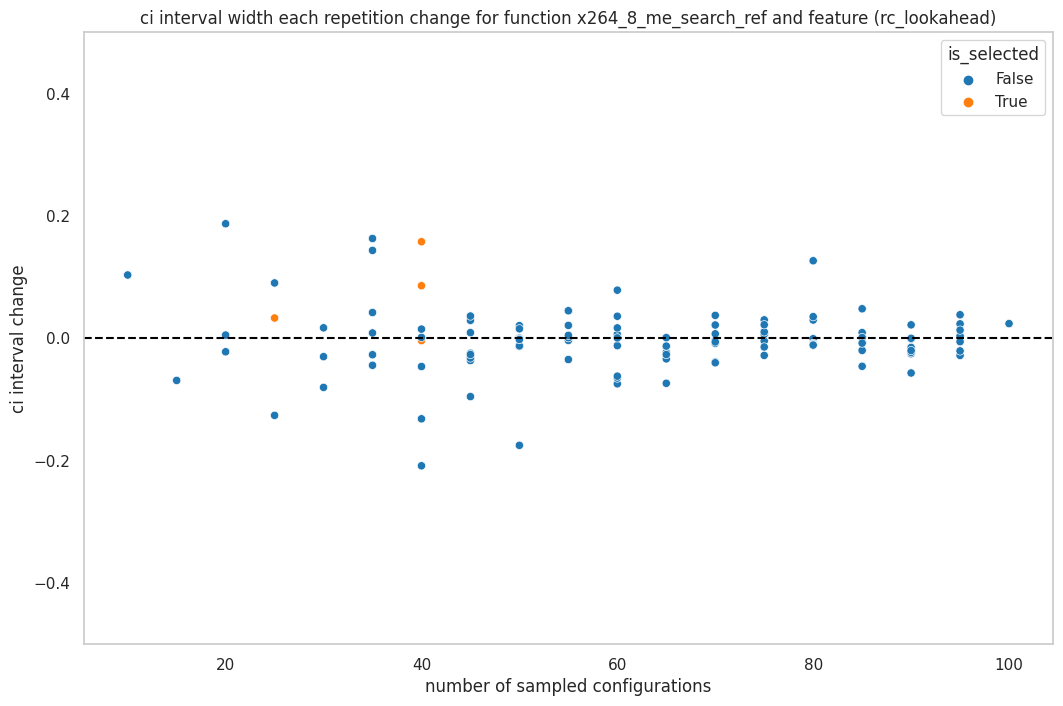 ci interval width each repetition change for function x264_8_me_search_ref and feature (rc_lookahead)
is_selected
False
True
0.4
0.2
0.0
−0.2
−0.4
ci interval change
20
40
60
80
100
number of sampled configurations